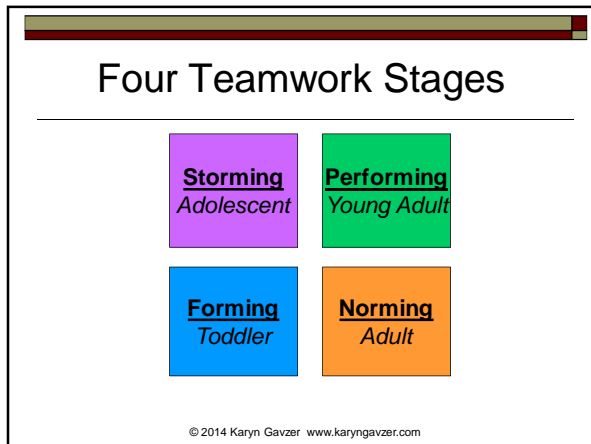 Four Teamwork Stages
Storming
Adolescent
Performing
Young Adult
Forming
Toddler
Norming
Adult
© 2014 Karyn Gavzer www.karyngavzer.com